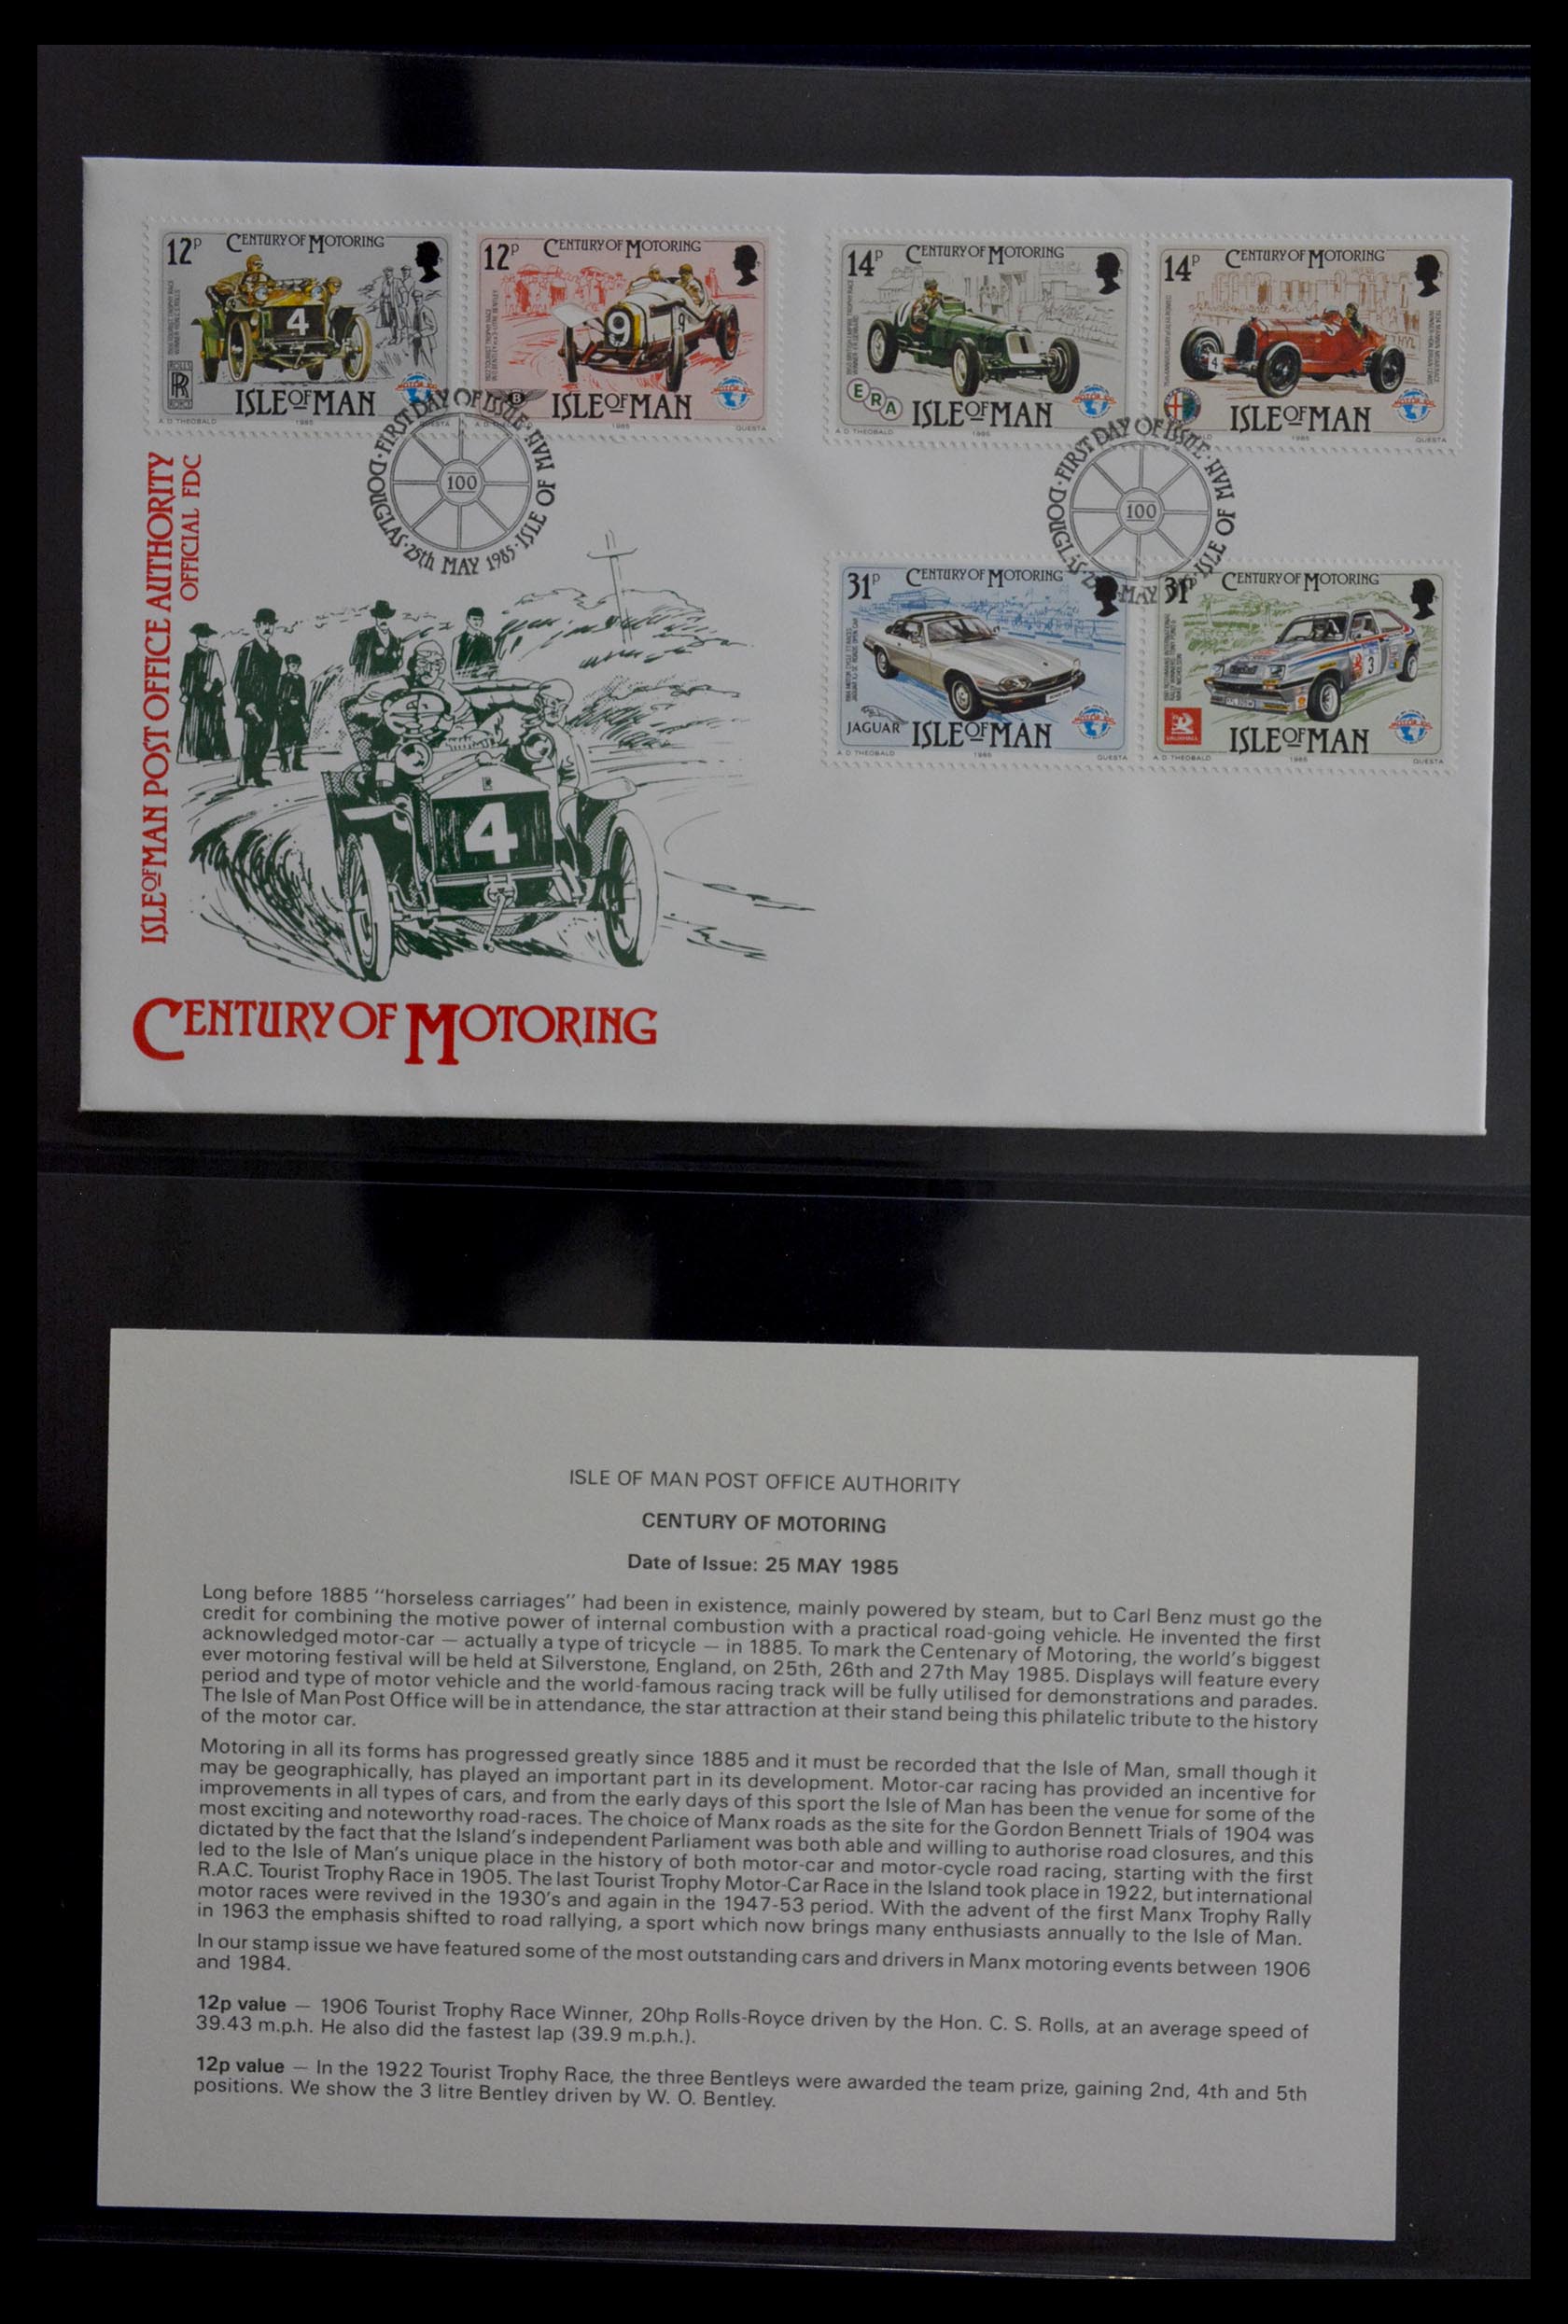 12P CENTURY OF MOTORING
ROLLS RR ROYCE
4
ISLE OF MAN
A D THEOBALD 1985 QUESTA
12P CENTURY OF MOTORING
9
B
ISLE OF MAN
1985 QUESTA
14P CENTURY OF MOTORING
ERA
ISLE OF MAN
A D THEOBALD 1985
14P CENTURY OF MOTORING
4
ISLE OF MAN
1985 QUESTA
DOUGLAS · FIRST DAY OF ISSUE · ISLE OF MAN
25th MAY 1985
100
DOUGLAS · FIRST DAY OF ISSUE · ISLE OF MAN
MAY
100
31P CENTURY OF MOTORING
JAGUAR
ISLE OF MAN
A D THEOBALD 1985 QUESTA
31P CENTURY OF MOTORING
3
ISLE OF MAN
A D THEOBALD 1985 QUESTA
ISLE OF MAN POST OFFICE AUTHORITY
OFFICIAL FDC
4
CENTURY OF MOTORING
ISLE OF MAN POST OFFICE AUTHORITY
CENTURY OF MOTORING
Date of Issue: 25 MAY 1985
Long before 1885 "horseless carriages" had been in existence, mainly powered by steam, but to Carl Benz must go the
credit for combining the motive power of internal combustion with a practical road-going vehicle. He invented the first
acknowledged motor-car — actually a type of tricycle — in 1885. To mark the Centenary of Motoring, the world's biggest
ever motoring festival will be held at Silverstone, England, on 25th, 26th and 27th May 1985. Displays will feature every
period and type of motor vehicle and the world-famous racing track will be fully utilised for demonstrations and parades.
The Isle of Man Post Office will be in attendance, the star attraction at their stand being this philatelic tribute to the history
of the motor car.
Motoring in all its forms has progressed greatly since 1885 and it must be recorded that the Isle of Man, small though it
may be geographically, has played an important part in its development. Motor-car racing has provided an incentive for
improvements in all types of cars, and from the early days of this sport the Isle of Man has been the venue for some of the
most exciting and noteworthy road-races. The choice of Manx roads as the site for the Gordon Bennett Trials of 1904 was
dictated by the fact that the Island's independent Parliament was both able and willing to authorise road closures, and this
led to the Isle of Man's unique place in the history of both motor-car and motor-cycle road racing, starting with the first
R.A.C. Tourist Trophy Race in 1905. The last Tourist Trophy Motor-Car Race in the Island took place in 1922, but international
motor races were revived in the 1930's and again in the 1947-53 period. With the advent of the first Manx Trophy Rally
in 1963 the emphasis shifted to road rallying, a sport which now brings many enthusiasts annually to the Isle of Man.
In our stamp issue we have featured some of the most outstanding cars and drivers in Manx motoring events between 1906
and 1984.
12p value — 1906 Tourist Trophy Race Winner, 20hp Rolls-Royce driven by the Hon. C. S. Rolls, at an average speed of
39.43 m.p.h. He also did the fastest lap (39.9 m.p.h.).
12p value — In the 1922 Tourist Trophy Race, the three Bentleys were awarded the team prize, gaining 2nd, 4th and 5th
positions. We show the 3 litre Bentley driven by W. O. Bentley.